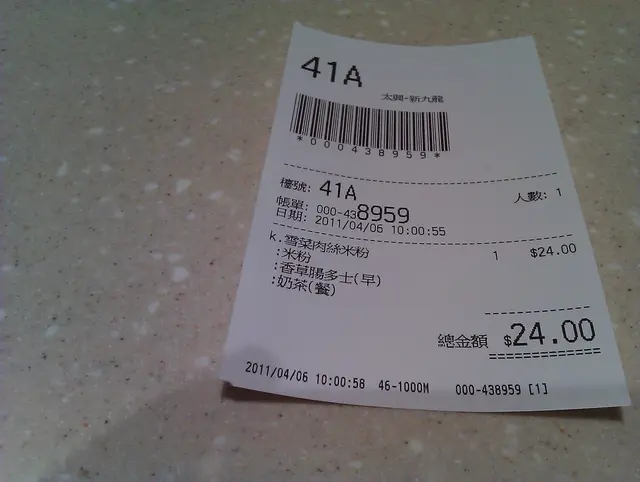 41A
太興-新九龍
*000438959*
檯號: 41A 人數: 1
帳單: 000-438959
日期: 2011/04/06 10:00:55
k.雪菜肉絲米粉 1 $24.00
:米粉
:香草腸多士(早)
:奶茶(餐)
總金額 $24.00
2011/04/06 10:00:58 46-1000M 000-438959 [1]